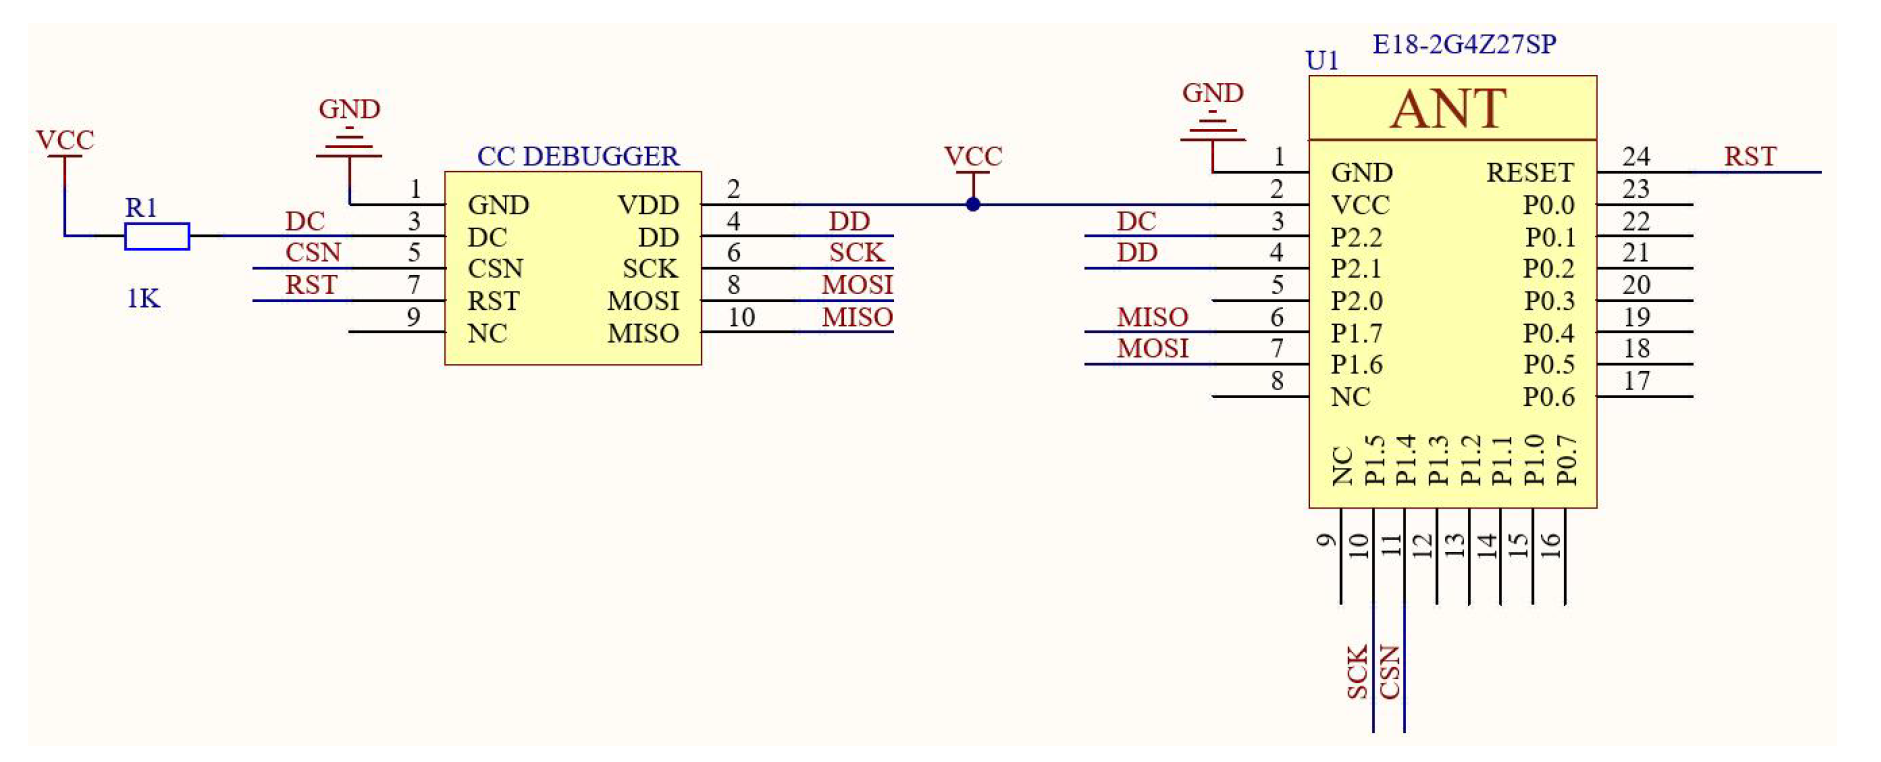 E18-2G4Z27SP
U1
ANT
GND
VCC
R1
1K
GND
CC DEBUGGER
DC
CSN
RST
1
3
5
7
9
GND VDD
DC DD
CSN SCK
RST MOSI
NC MISO
2
4
6
8
10
DD
SCK
MOSI
MISO
VCC
DC
DD
MISO
MOSI
1
2
3
4
5
6
7
8
GND RESET
VCC P0.0
P2.2 P0.1
P2.1 P0.2
P2.0 P0.3
P1.7 P0.4
P1.6 P0.5
NC P0.6
24
23
22
21
20
19
18
17
RST
NC
P1.5
P1.4
P1.3
P1.2
P1.1
P1.0
P0.7
9
10
11
12
13
14
15
16
SCK
CSN